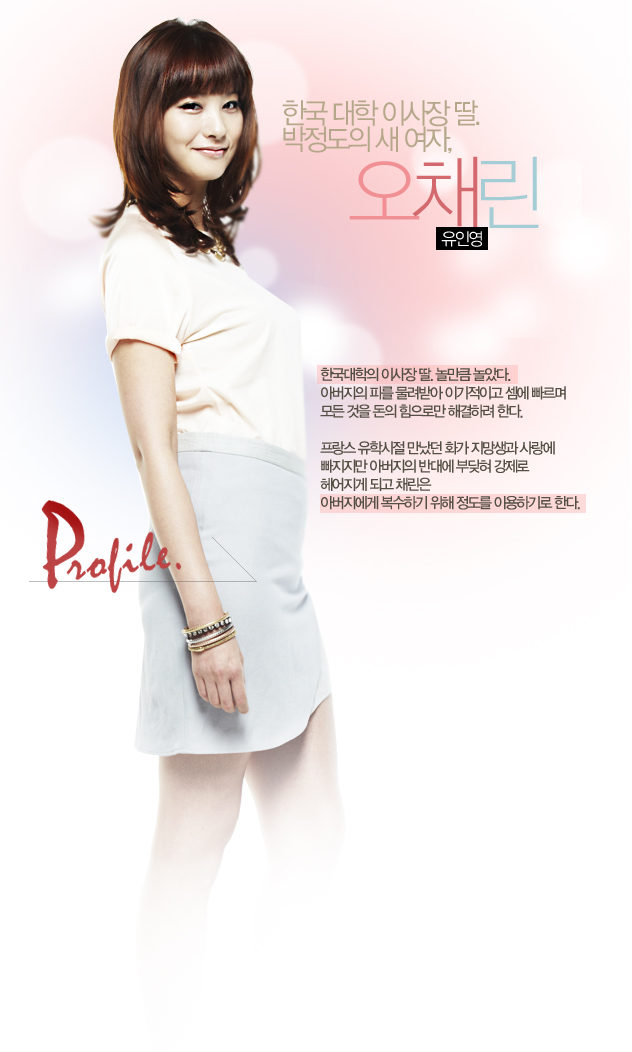 한국 대학 이사장 딸.
박정도의 새 여자,
오채린
유인영
한국대학의 이사장 딸. 놀만큼 놀았다.
아버지의 피를 물려받아 이기적이고 셈에 빠르며
모든 것을 돈의 힘으로만 해결하려 한다.
프랑스 유학시절 만났던 화가 지망생과 사랑에
빠지지만 아버지의 반대에 부딪혀 강제로
헤어지게 되고 채린은
아버지에게 복수하기 위해 정도를 이용하기로 한다.
Profile.